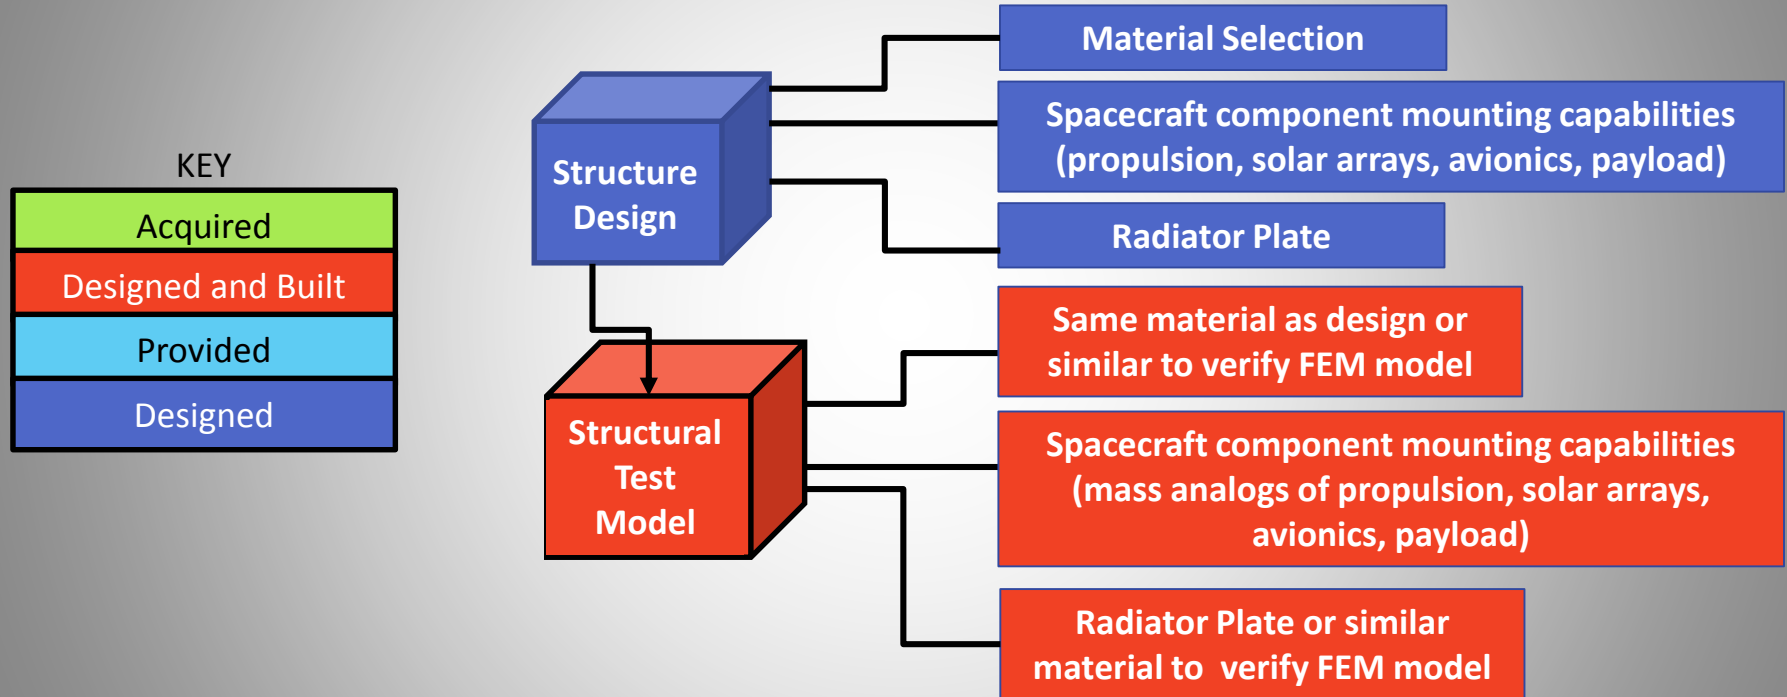 KEY
Acquired
Designed and Built
Provided
Designed
Structure
Design
Material Selection
Spacecraft component mounting capabilities
(propulsion, solar arrays, avionics, payload)
Radiator Plate
Structural
Test
Model
Same material as design or
similar to verify FEM model
Spacecraft component mounting capabilities
(mass analogs of propulsion, solar arrays,
avionics, payload)
Radiator Plate or similar
material to  verify FEM model